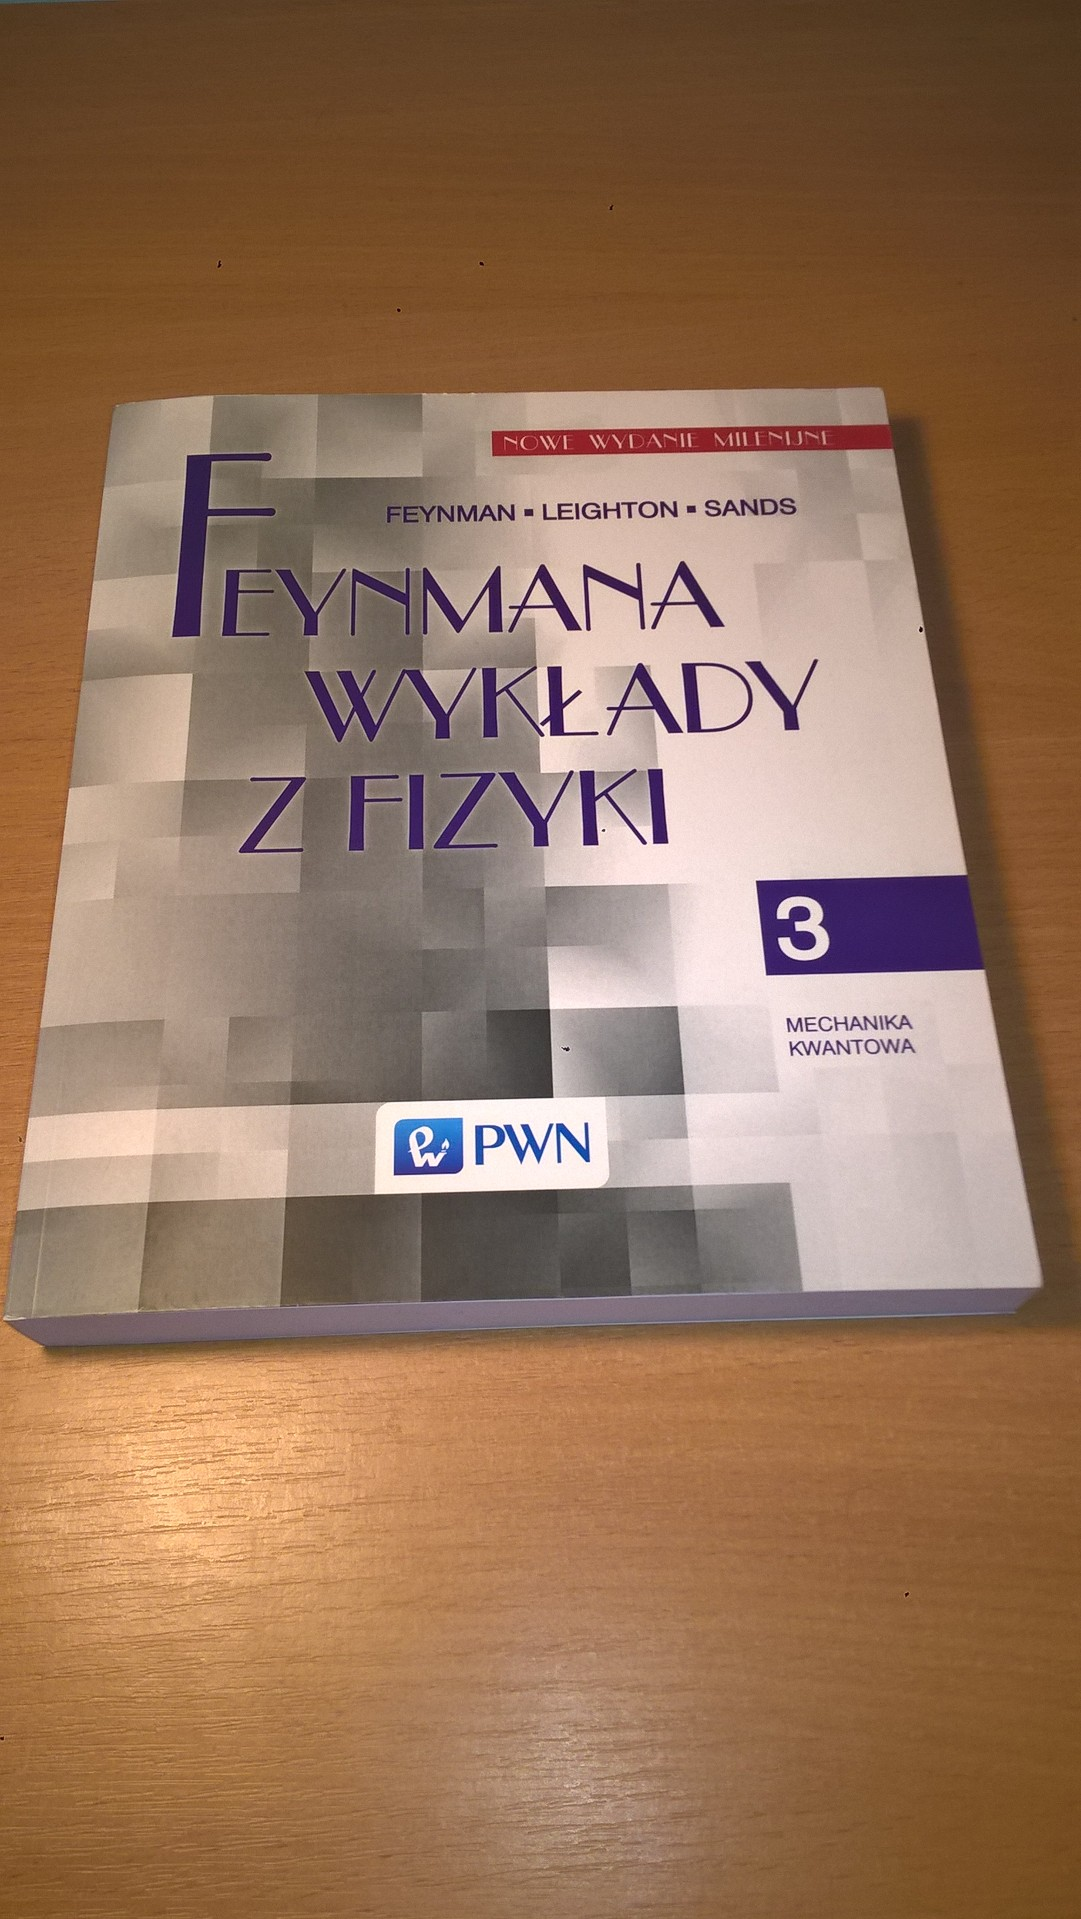 NOWE WYDANIE MILENIJNE
FEYNMAN ▪ LEIGHTON ▪ SANDS
FEYNMANA
WYKŁADY
Z FIZYKI
3
MECHANIKA
KWANTOWA
PWN